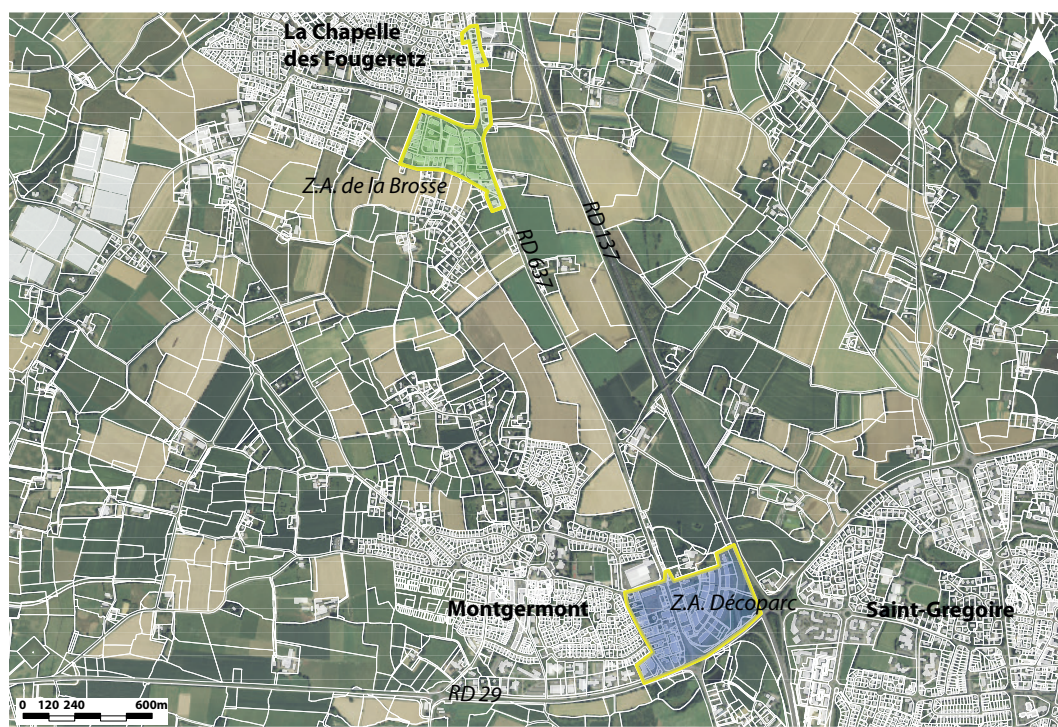 La Chapelle
des Fougeretz
N
Z.A. de la Brosse
RD 137
RD 637
Z.A. Décoparc
Montgermont
Saint-Gregoire
RD 29
0 120 240 600m